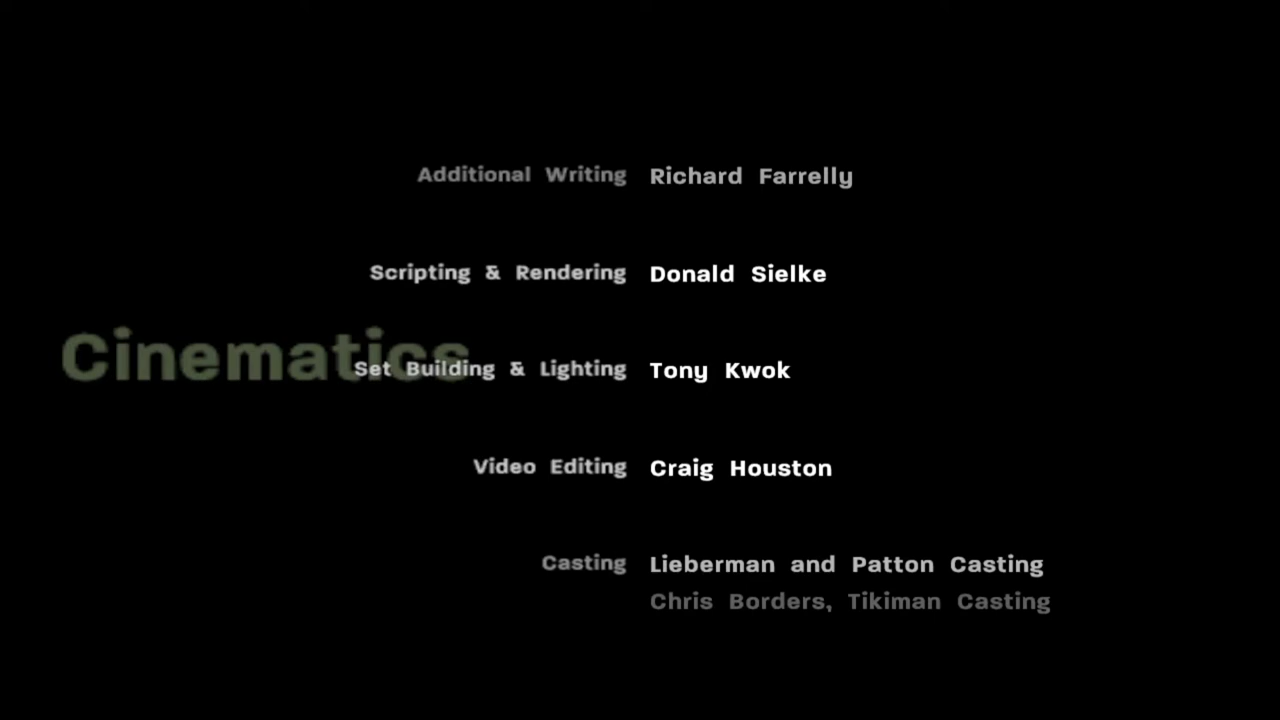 Additional Writing Richard Farrelly
Scripting & Rendering Donald Sielke
Cinematics
Set Building & Lighting Tony Kwok
Video Editing Craig Houston
Casting Lieberman and Patton Casting
Chris Borders, Tikiman Casting